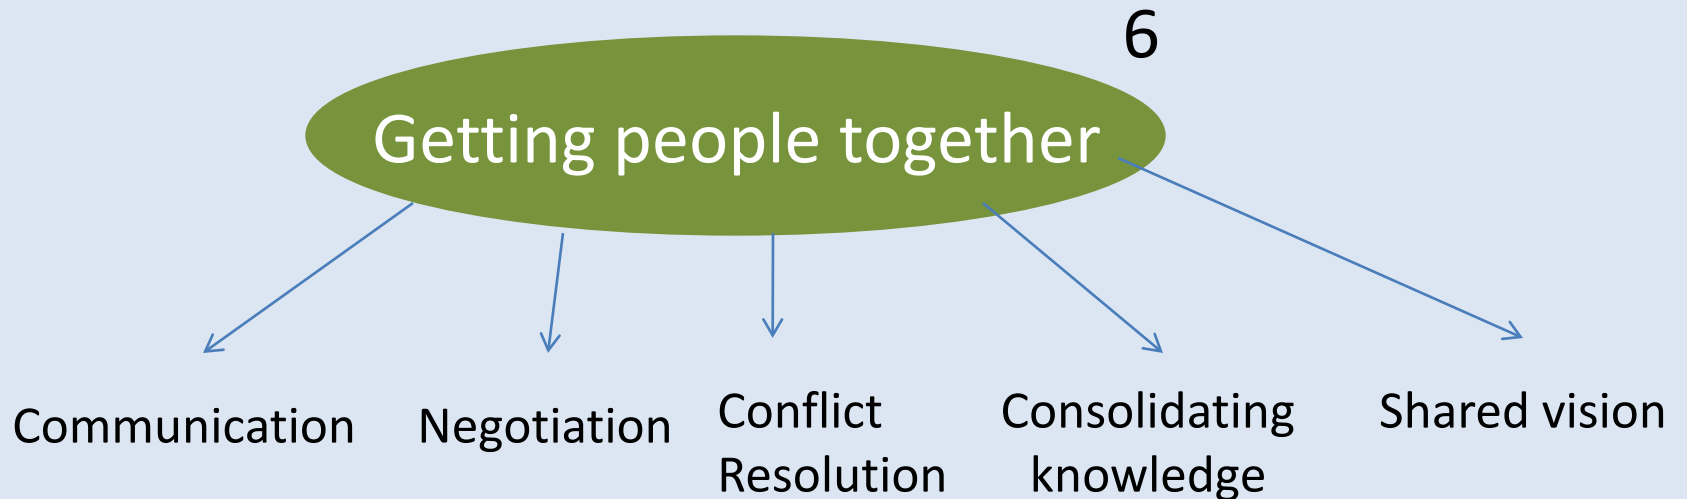 6
Getting people together
Communication
Negotiation
Conflict
Resolution
Consolidating
knowledge
Shared vision